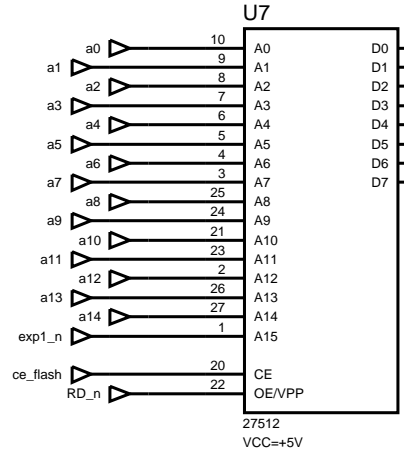 U7
a0 10 A0 D0
a1 9 A1 D1
a2 8 A2 D2
a3 7 A3 D3
a4 6 A4 D4
a5 5 A5 D5
a6 4 A6 D6
a7 3 A7 D7
a8 25 A8
a9 24 A9
a10 21 A10
a11 23 A11
a12 2 A12
a13 26 A13
a14 27 A14
exp1_n 1 A15
ce_flash 20 CE
RD_n 22 OE/VPP
27512
VCC=+5V